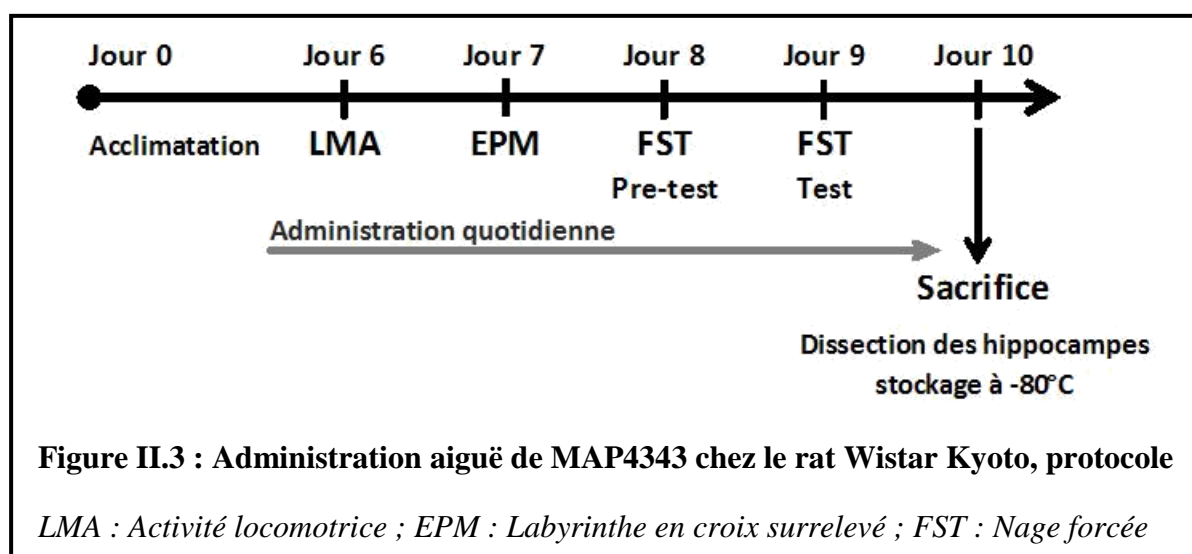 Jour 0 Jour 6 Jour 7 Jour 8 Jour 9 Jour 10
Acclimatation LMA EPM FST FST
Pre-test Test
Administration quotidienne
Sacrifice
Dissection des hippocampes
stockage à -80°C
Figure II.3 : Administration aiguë de MAP4343 chez le rat Wistar Kyoto, protocole
LMA : Activité locomotrice ; EPM : Labyrinthe en croix surrelevé ; FST : Nage forcée